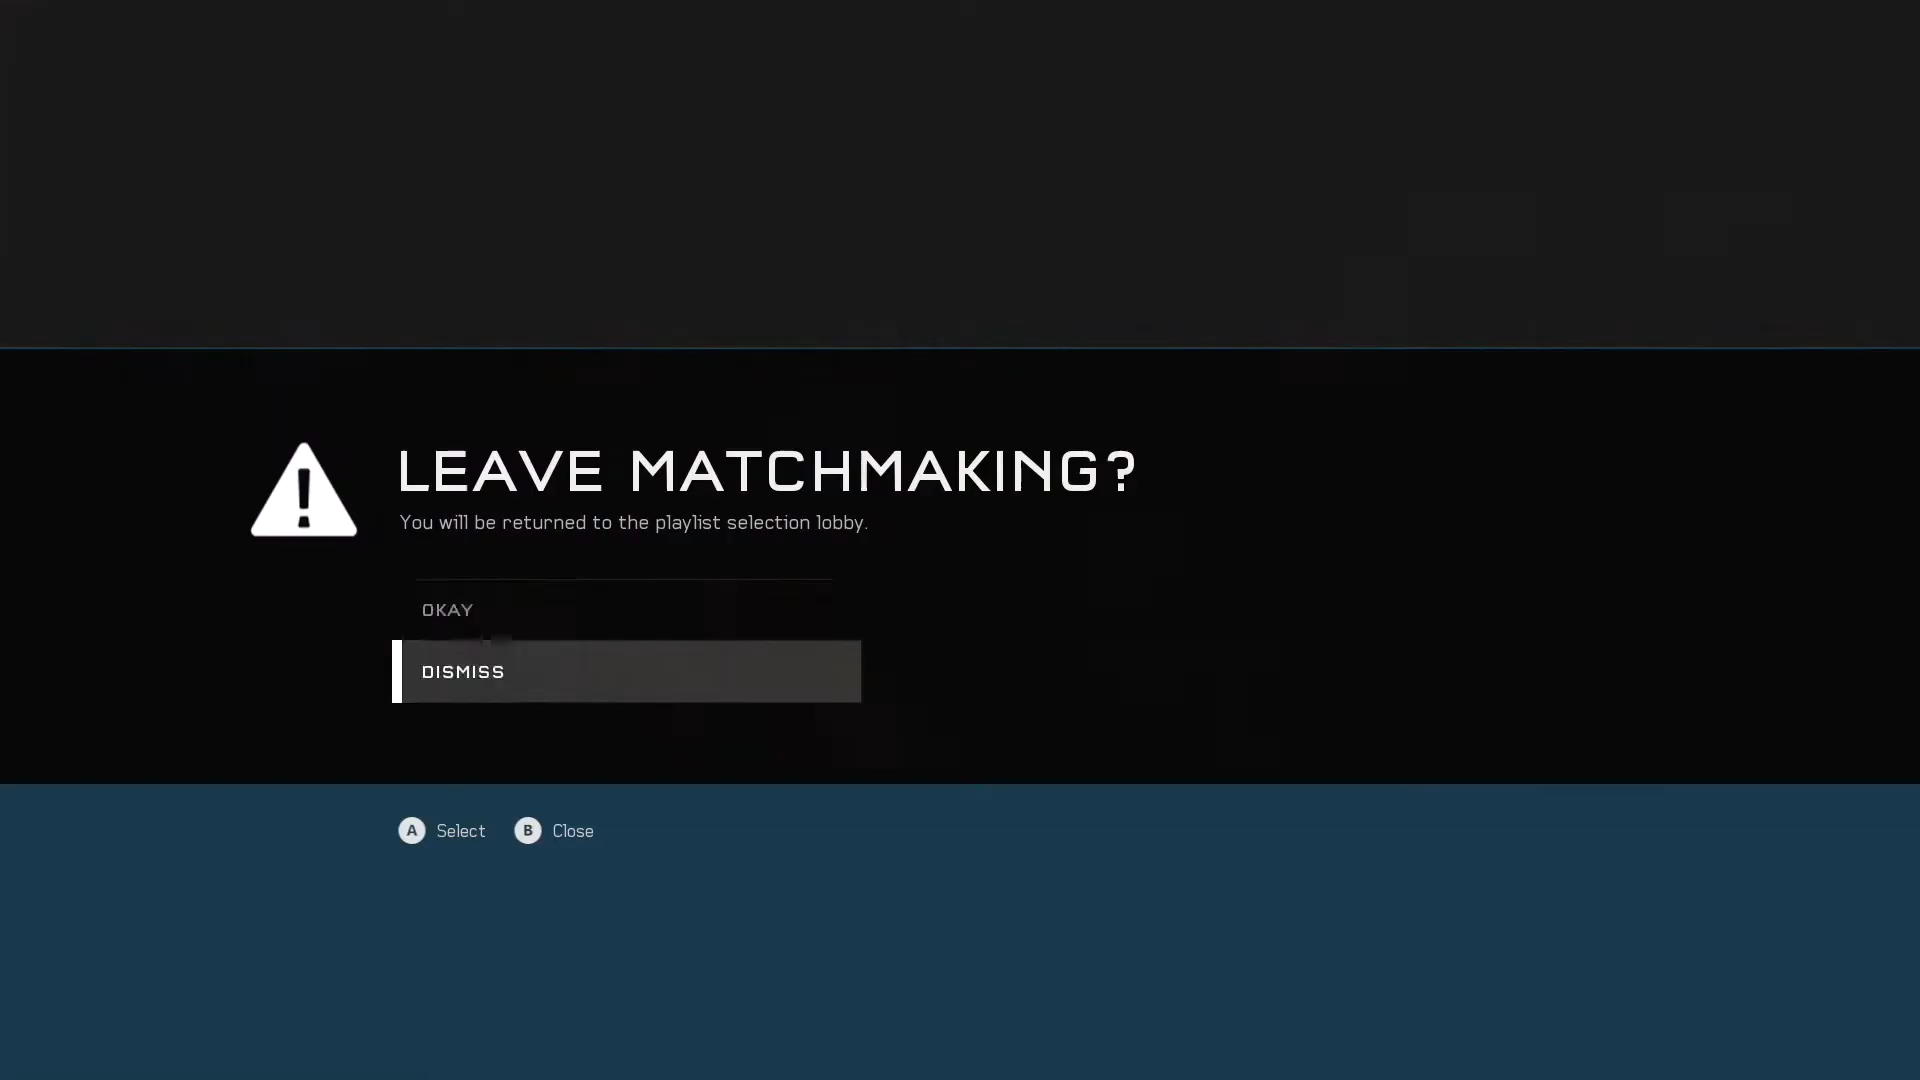 LEAVE MATCHMAKING?
You will be returned to the playlist selection lobby.
OKAY
DISMISS
A Select B Close